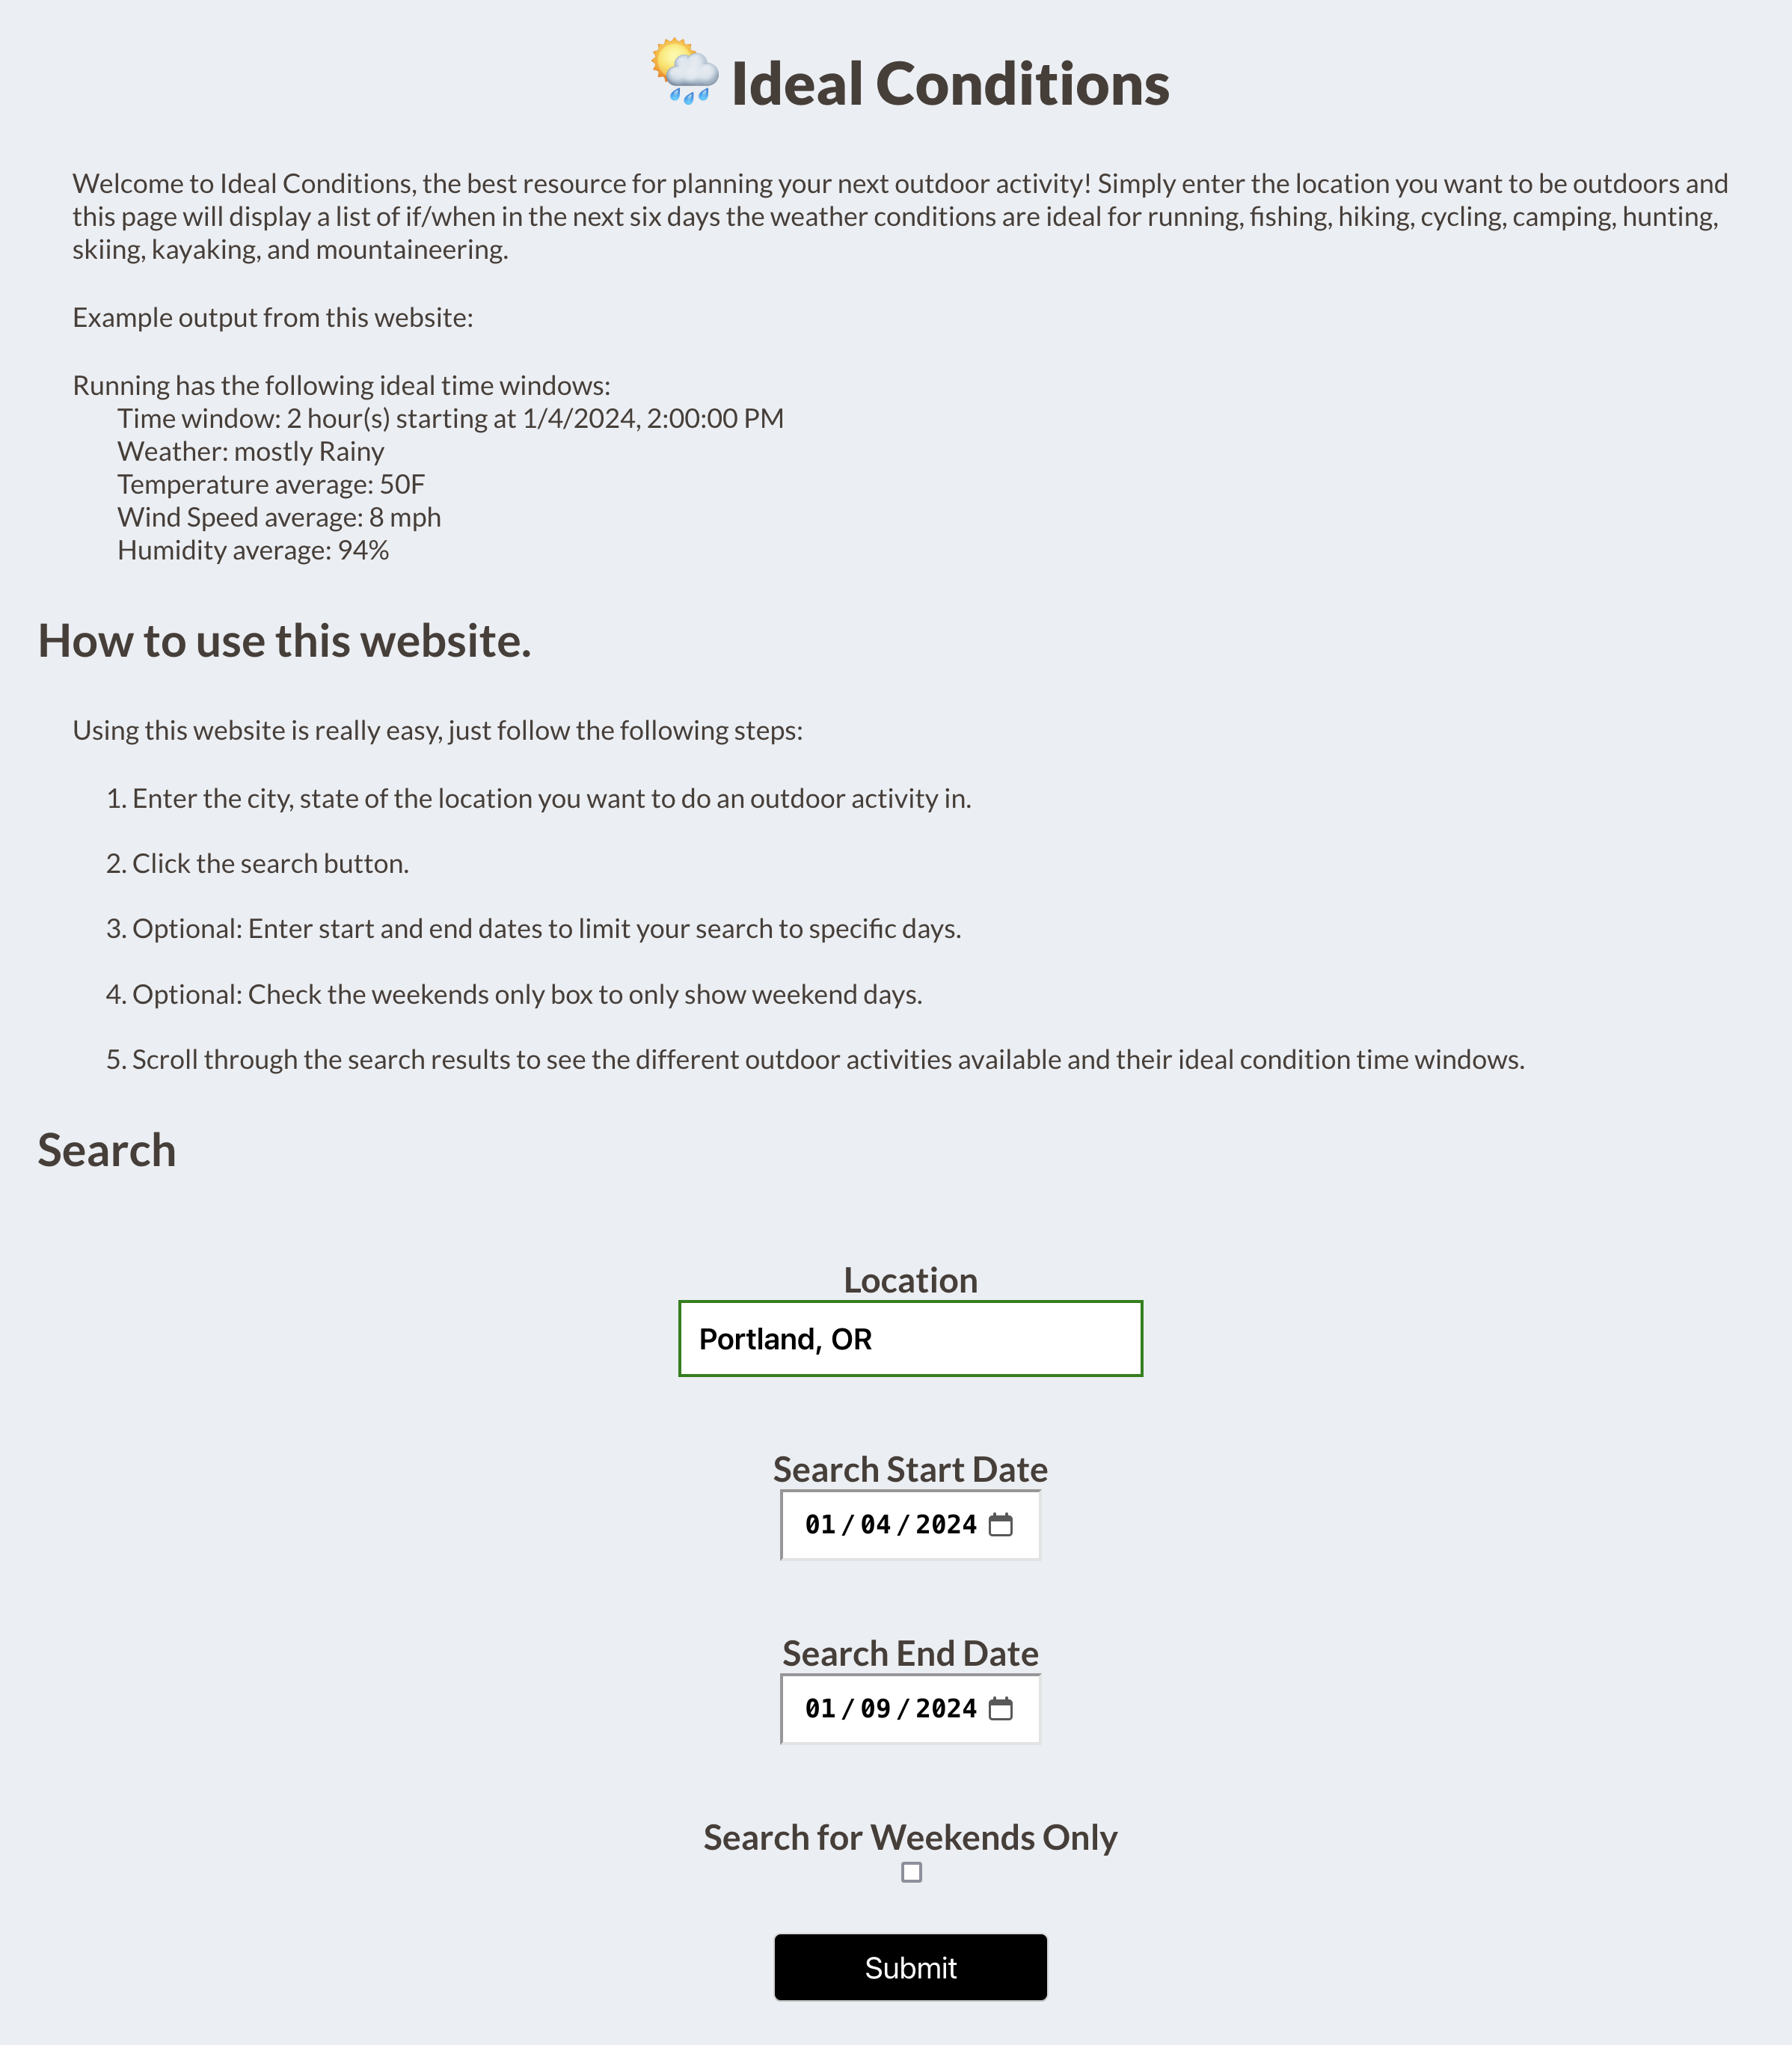 Ideal Conditions
Welcome to Ideal Conditions, the best resource for planning your next outdoor activity! Simply enter the location you want to be outdoors and
this page will display a list of if/when in the next six days the weather conditions are ideal for running, fishing, hiking, cycling, camping, hunting,
skiing, kayaking, and mountaineering.
Example output from this website:
Running has the following ideal time windows:
Time window: 2 hour(s) starting at 1/4/2024, 2:00:00 PM
Weather: mostly Rainy
Temperature average: 50F
Wind Speed average: 8 mph
Humidity average: 94%
How to use this website.
Using this website is really easy, just follow the following steps:
1. Enter the city, state of the location you want to do an outdoor activity in.
2. Click the search button.
3. Optional: Enter start and end dates to limit your search to specific days.
4. Optional: Check the weekends only box to only show weekend days.
5. Scroll through the search results to see the different outdoor activities available and their ideal condition time windows.
Search
Location
Portland, OR
Search Start Date
01/04/2024
Search End Date
01/09/2024
Search for Weekends Only
Submit